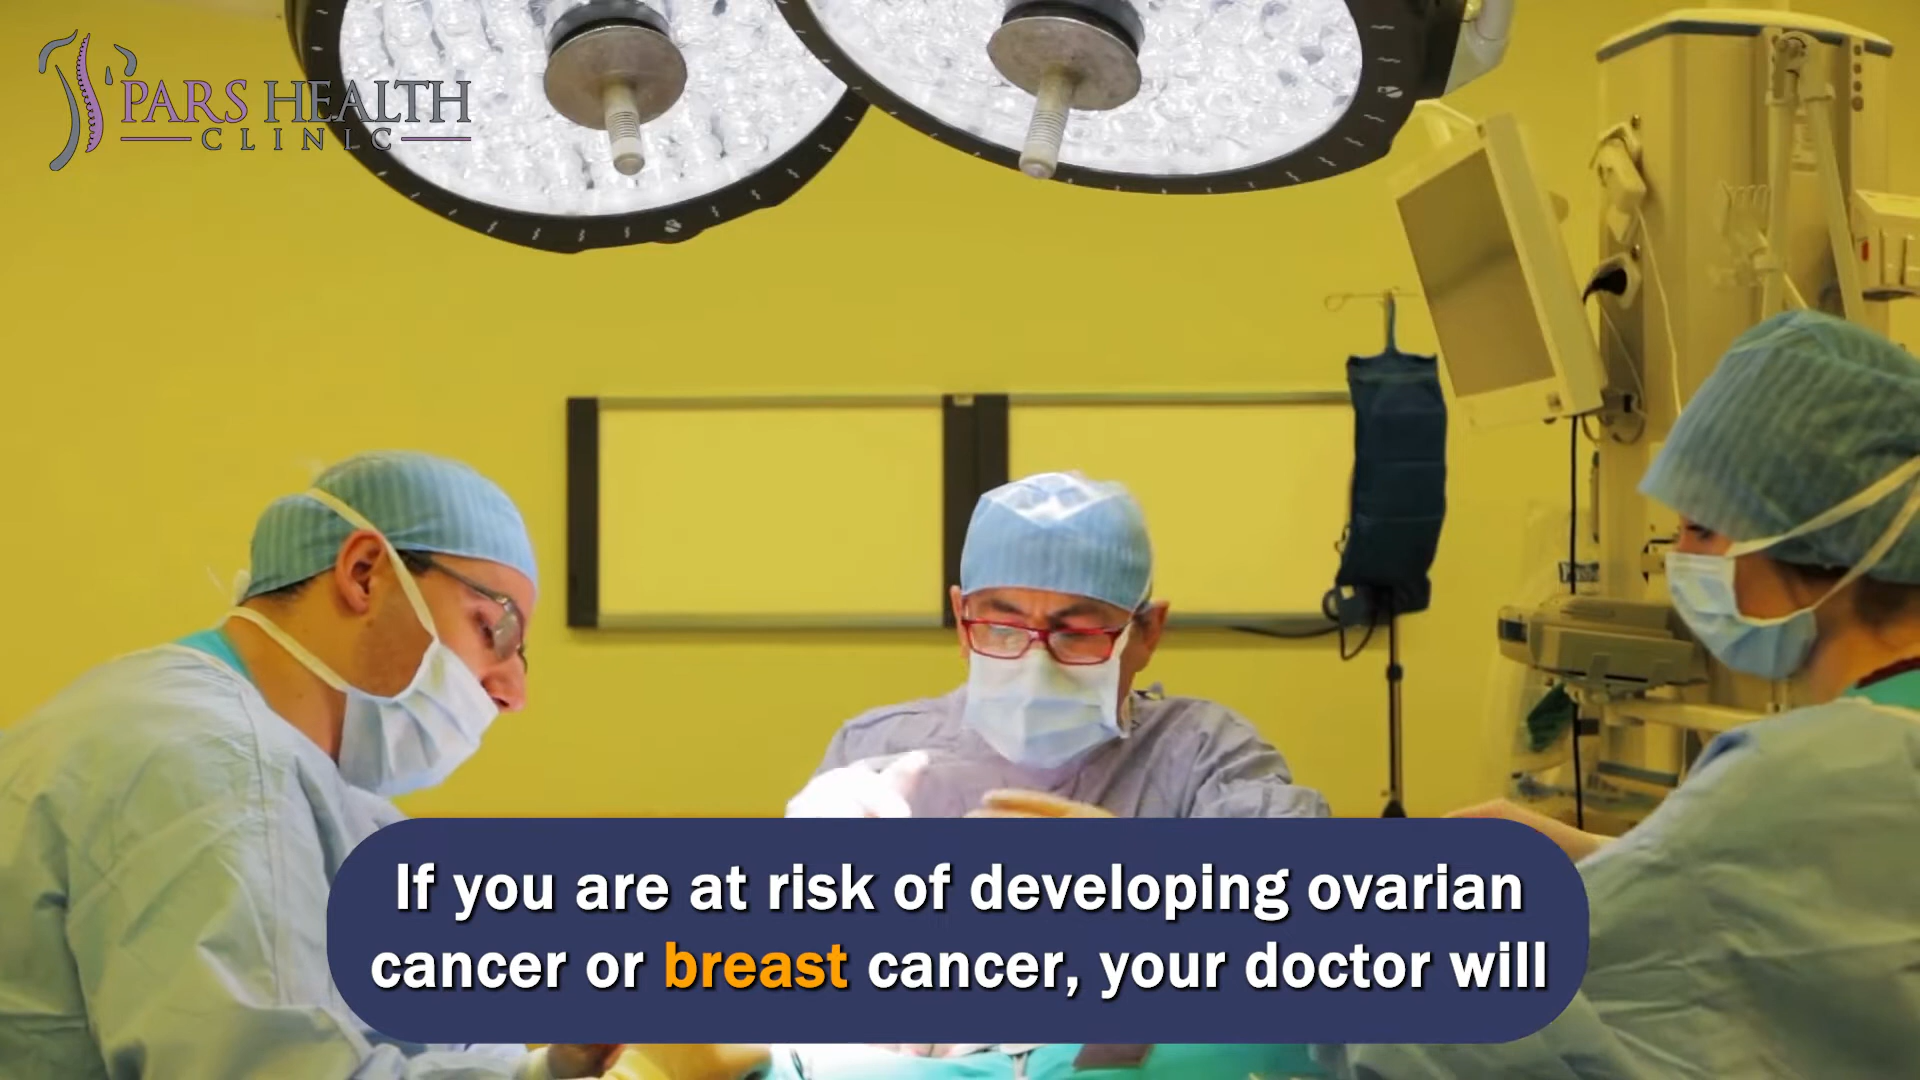 PARS HEALTH
CLINIC
If you are at risk of developing ovarian
cancer or breast cancer, your doctor will